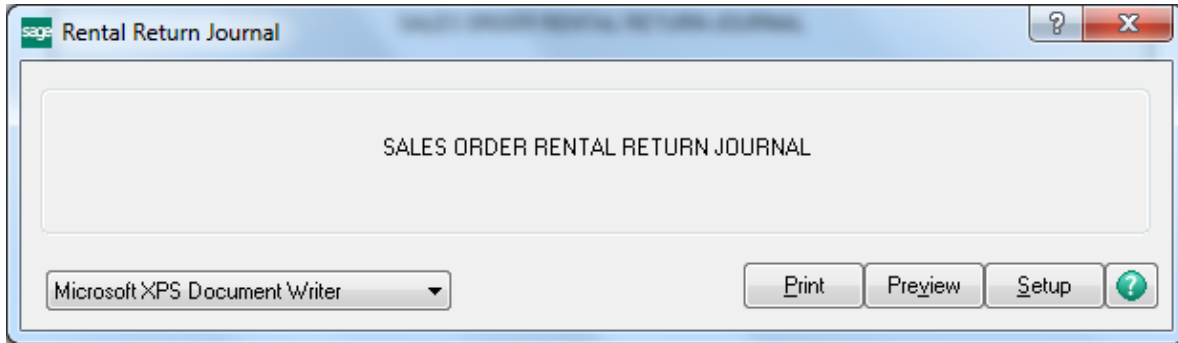 sage Rental Return Journal
SALES ORDER RENTAL RETURN JOURNAL
Microsoft XPS Document Writer
Print Preview Setup